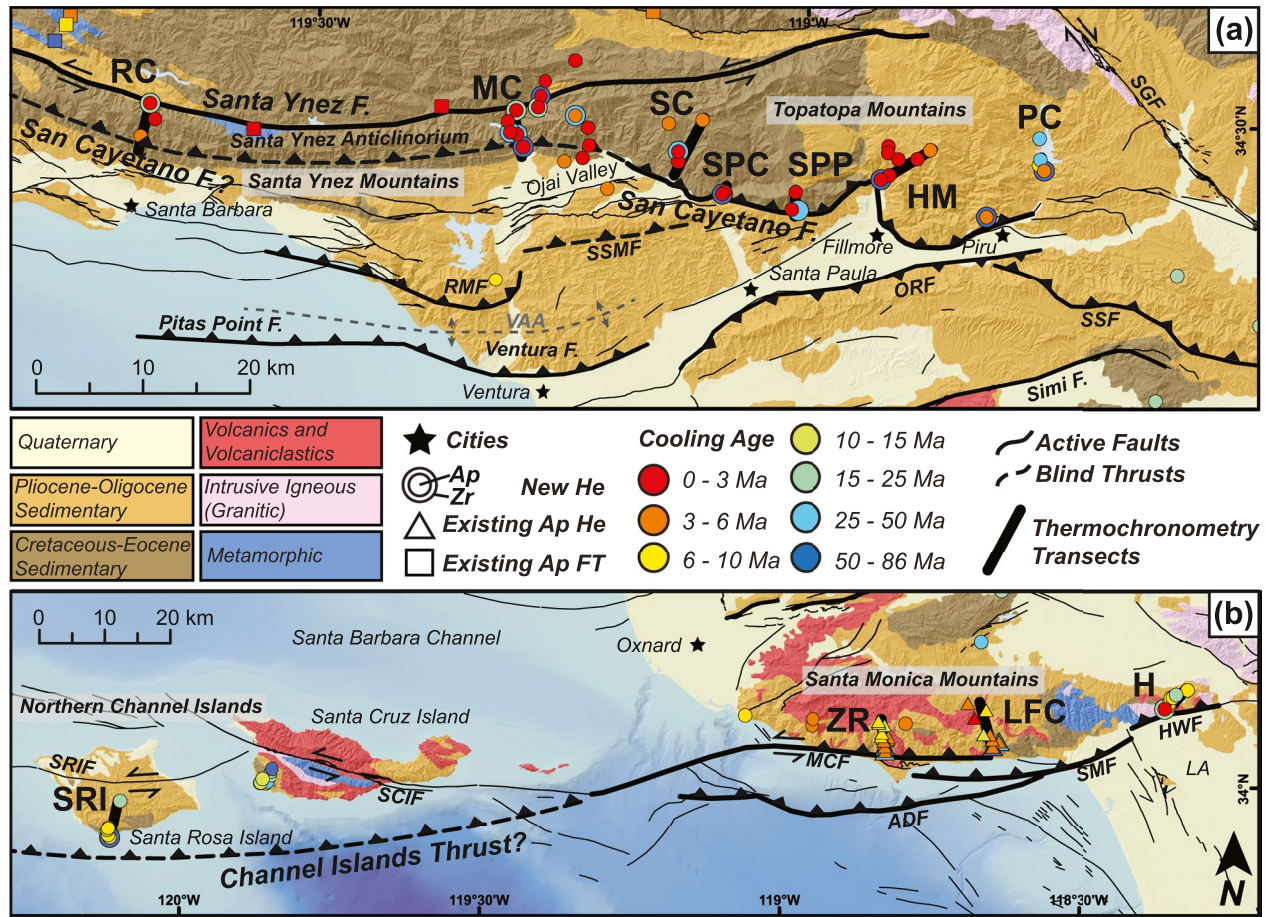 119°30'W
119°W
(a)
RC
MC
SC
Topatopa Mountains
PC
SGF
34°30'N
Santa Ynez F.
Santa Ynez Anticlinorium
San Cayetano F.?
Santa Ynez Mountains
Ojai Valley
SPC
SPP
HM
Santa Barbara
San Cayetano F.
SSMF
Fillmore
Piru
Santa Paula
RMF
ORF
VAA
SSF
Pitas Point F.
Ventura F.
Simi F.
0 10 20 km
Ventura
Quaternary
Volcanics and
Volcaniclastics
Pliocene-Oligocene
Sedimentary
Intrusive Igneous
(Granitic)
Cretaceous-Eocene
Sedimentary
Metamorphic
Cities
Ap
Zr
New He
Existing Ap He
Existing Ap FT
Cooling Age
0 - 3 Ma
3 - 6 Ma
6 - 10 Ma
10 - 15 Ma
15 - 25 Ma
25 - 50 Ma
50 - 86 Ma
Active Faults
Blind Thrusts
Thermochronometry
Transects
(b)
0 10 20 km
Santa Barbara Channel
Oxnard
Santa Monica Mountains
Northern Channel Islands
Santa Cruz Island
H
ZR
LFC
HWF
SRIF
MCF
SMF
LA
SRI
SCIF
34°N
Santa Rosa Island
ADF
Channel Islands Thrust?
N
120°W
119°30'W
119°W
118°30'W